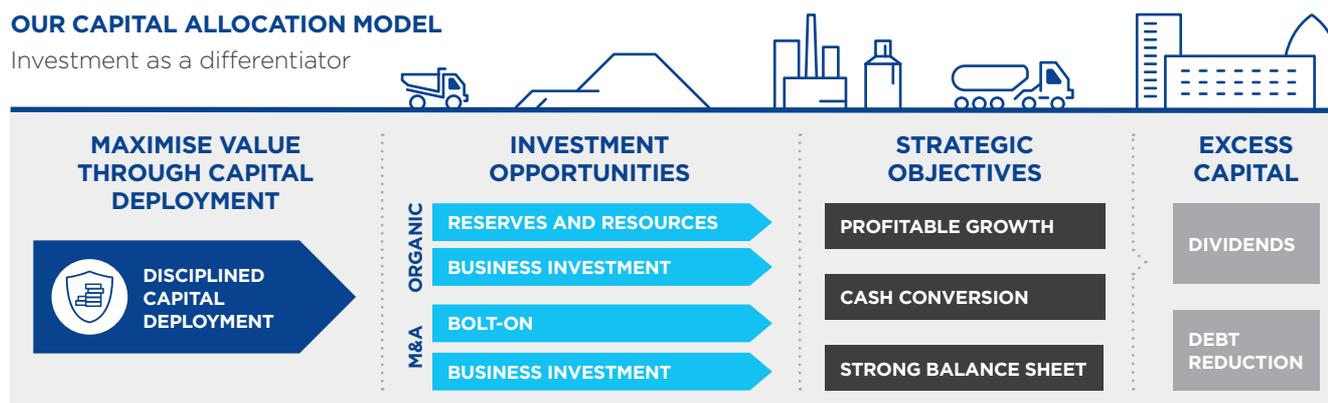 OUR CAPITAL ALLOCATION MODEL
Investment as a differentiator
MAXIMISE VALUE
THROUGH CAPITAL
DEPLOYMENT
DISCIPLINED
CAPITAL
DEPLOYMENT
INVESTMENT
OPPORTUNITIES
ORGANIC
RESERVES AND RESOURCES
BUSINESS INVESTMENT
M&A
BOLT-ON
BUSINESS INVESTMENT
STRATEGIC
OBJECTIVES
PROFITABLE GROWTH
CASH CONVERSION
STRONG BALANCE SHEET
EXCESS
CAPITAL
DIVIDENDS
DEBT
REDUCTION